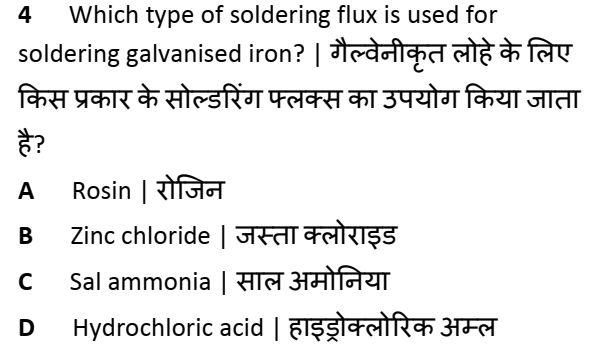 4 Which type of soldering flux is used for
soldering galvanised iron? | गैल्वेनीकृत लोहे के लिए
किस प्रकार के सोल्डरिंग फ्लक्स का उपयोग किया जाता
है?
A Rosin | रोजिन
B Zinc chloride | जस्ता क्लोराइड
C Sal ammonia | साल अमोनिया
D Hydrochloric acid | हाइड्रोक्लोरिक अम्ल